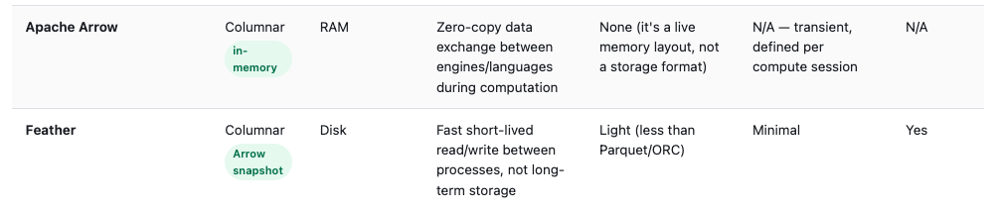 Apache Arrow
Columnar
in-
memory
RAM
Zero-copy data
exchange between
engines/languages
during computation
None (it's a live
memory layout, not
a storage format)
N/A — transient,
defined per
compute session
N/A
Feather
Columnar
Arrow
snapshot
Disk
Fast short-lived
read/write between
processes, not long-
term storage
Light (less than
Parquet/ORC)
Minimal
Yes